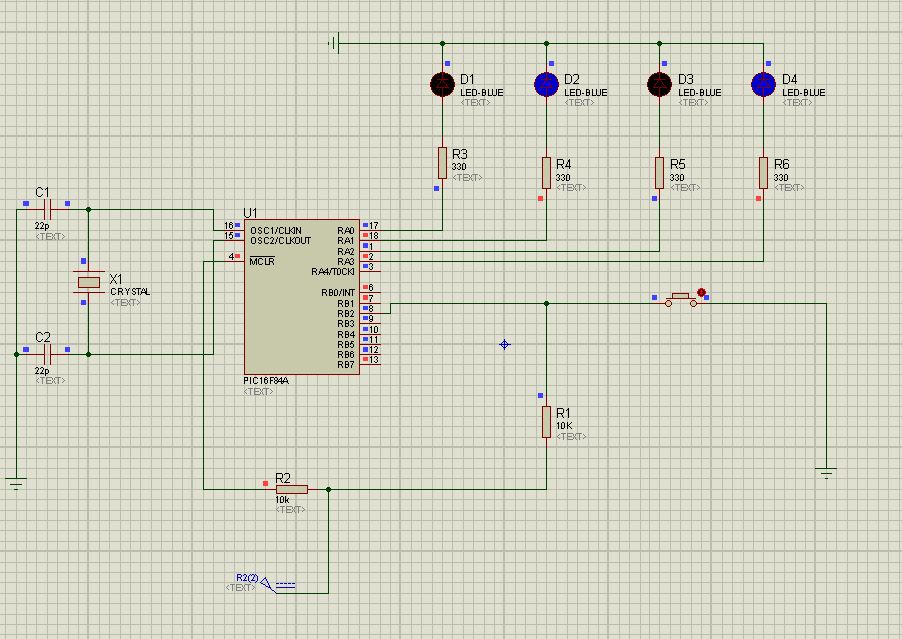 D1
LED-BLUE
<TEXT>
D2
LED-BLUE
<TEXT>
D3
LED-BLUE
<TEXT>
D4
LED-BLUE
<TEXT>
R3
330
<TEXT>
R4
330
<TEXT>
R5
330
<TEXT>
R6
330
<TEXT>
C1
22p
<TEXT>
X1
CRYSTAL
<TEXT>
C2
22p
<TEXT>
U1
16 OSC1/CLKIN
15 OSC2/CLKOUT
4 MCLR
RA0 17
RA1 18
RA2 1
RA3 2
RA4/T0CKI 3
RB0/INT 6
RB1 7
RB2 8
RB3 9
RB4 10
RB5 11
RB6 12
RB7 13
PIC16F84A
<TEXT>
R1
10K
<TEXT>
R2
10k
<TEXT>
R2(2)
<TEXT>